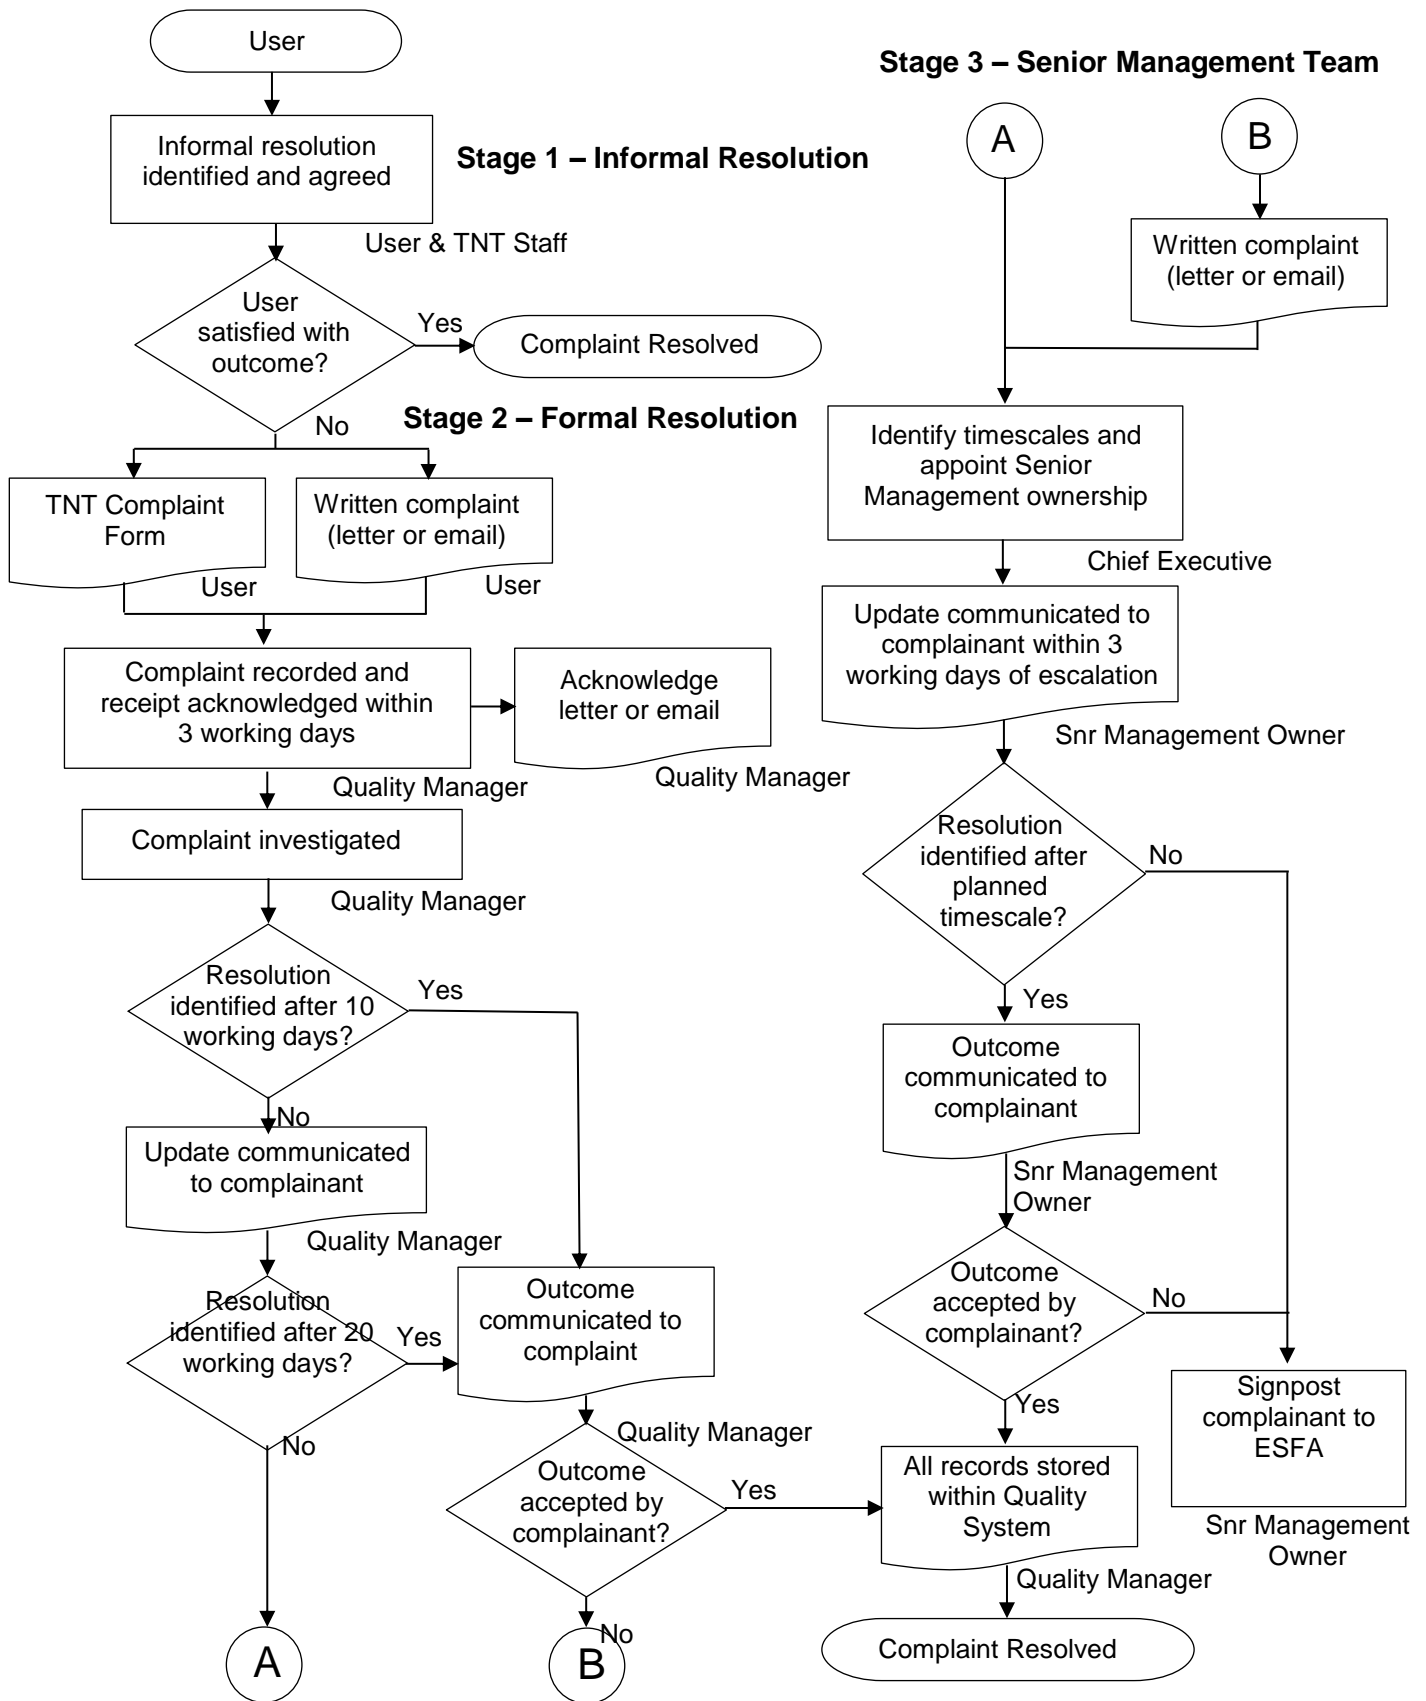 User
Informal resolution
identified and agreed
Stage 1 – Informal Resolution
User & TNT Staff
User
satisfied with
outcome?
Yes
Complaint Resolved
No
Stage 2 – Formal Resolution
TNT Complaint
Form
User
Written complaint
(letter or email)
User
Complaint recorded and
receipt acknowledged within
3 working days
Quality Manager
Acknowledge
letter or email
Quality Manager
Complaint investigated
Quality Manager
Resolution
identified after 10
working days?
Yes
No
Update communicated
to complainant
Quality Manager
Resolution
identified after 20
working days?
Yes
No
A
Outcome
communicated to
complaint
Quality Manager
Outcome
accepted by
complainant?
Yes
No
B
Stage 3 – Senior Management Team
A
B
Written complaint
(letter or email)
Identify timescales and
appoint Senior
Management ownership
Chief Executive
Update communicated to
complainant within 3
working days of escalation
Snr Management Owner
Resolution
identified after
planned
timescale?
No
Yes
Outcome
communicated to
complainant
Snr Management
Owner
Outcome
accepted by
complainant?
No
Yes
Signpost
complainant to
ESFA
Snr Management
Owner
All records stored
within Quality
System
Quality Manager
Complaint Resolved